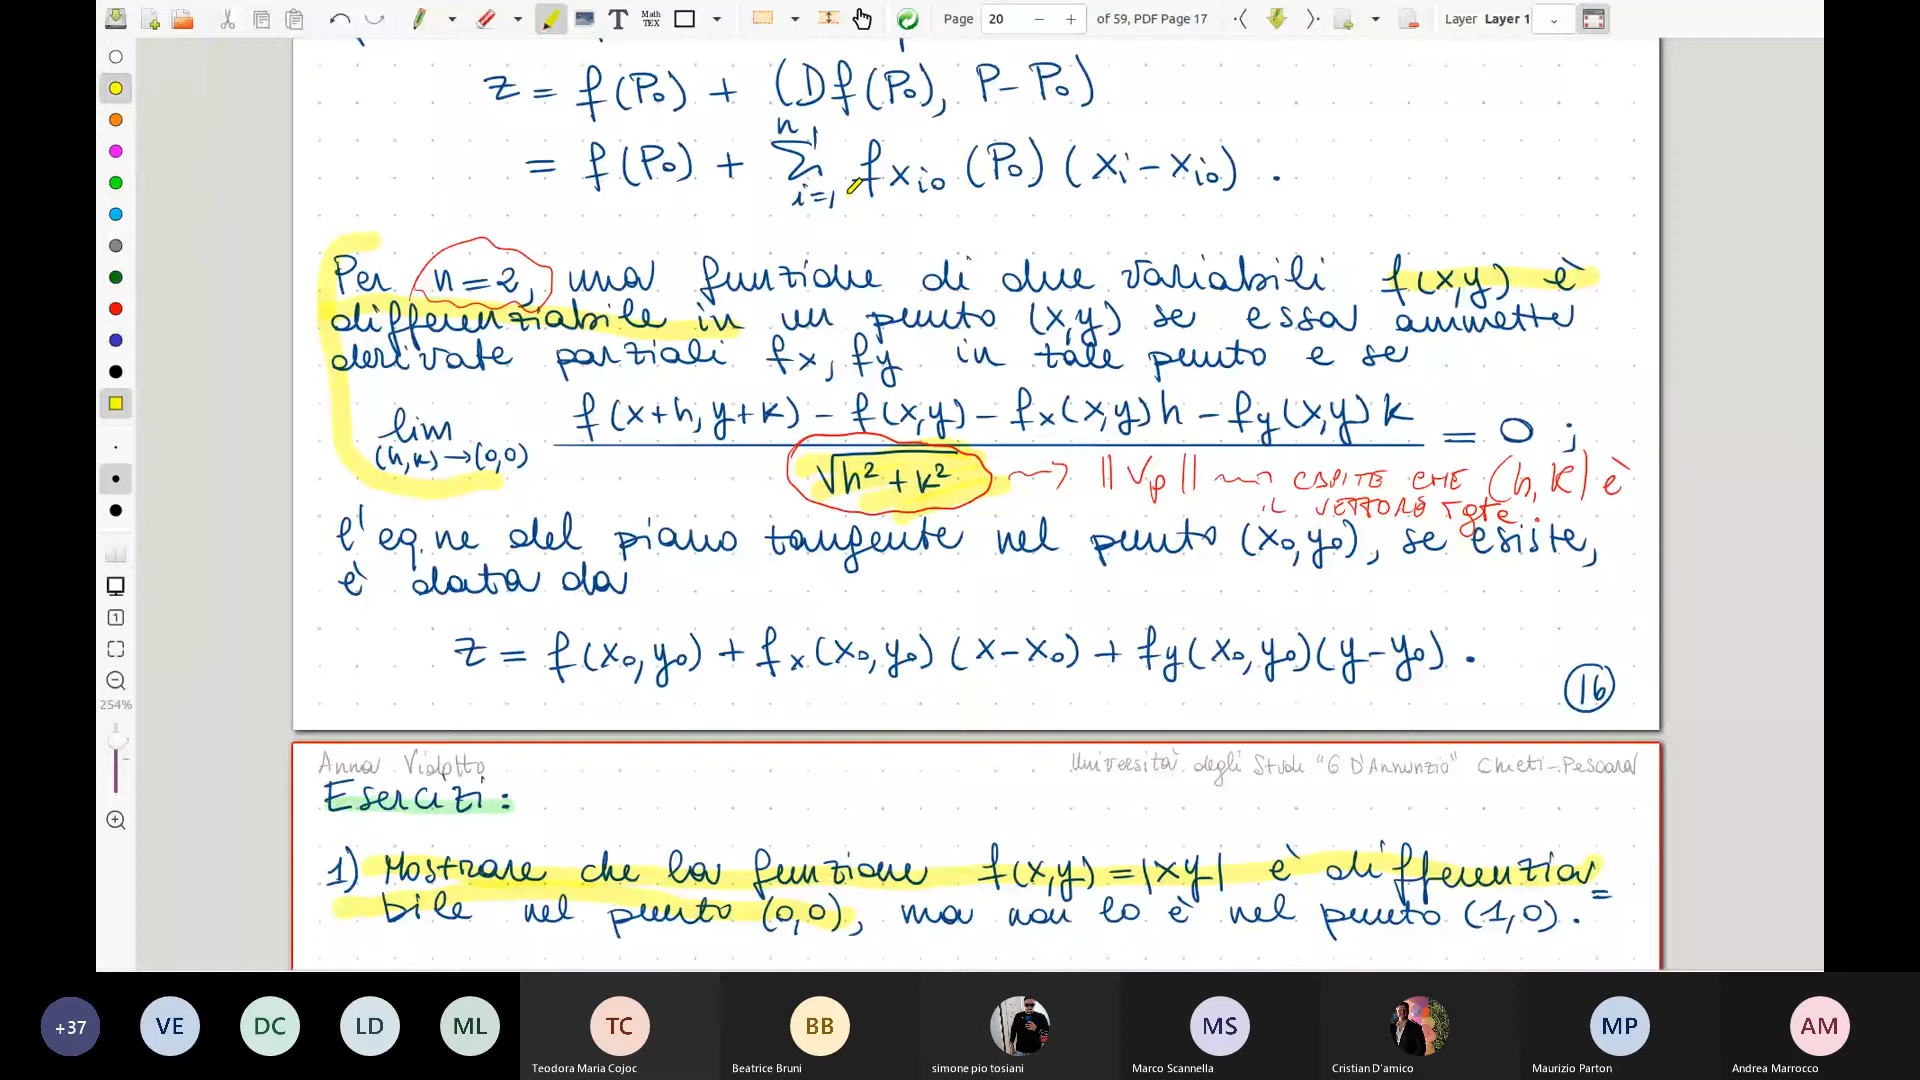 Page 20 of 59, PDF Page 17 Layer Layer 1
z = f(P₀) + (Df(P₀), P-P₀)
= f(P₀) + Σ i=1 n f x i0 (P₀) (xi - xi0) .
Per n=2, una funzione di due variabili f(x,y) è
differenziabile in un punto (x,y) se essa ammette
derivate parziali fx, fy in tale punto e se
lim (h,k)→(0,0) f(x+h, y+k) - f(x,y) - fx(x,y)h - fy(x,y)k = 0 ;
√h²+k² → ||Vp|| → CAPITE CHE (h,k) è
IL VETTORE Tgte.
l'eq.ne del piano tangente nel punto (x₀,y₀), se esiste,
è data da
z = f(x₀,y₀) + fx(x₀,y₀)(x-x₀) + fy(x₀,y₀)(y-y₀) .
16
Anna Violotto Università degli Studi "G D'Annunzio" Chieti-Pescara
Esercizi:
1) Mostrare che la funzione f(x,y)=|xy| è differenzia=
bile nel punto (0,0), ma non lo è nel punto (1,0).
254%
+37 VE DC LD ML TC BB MS MP AM
Teodora Maria Cojoc Beatrice Bruni simone pio tosiani Marco Scannella Cristian D'amico Maurizio Parton Andrea Marrocco